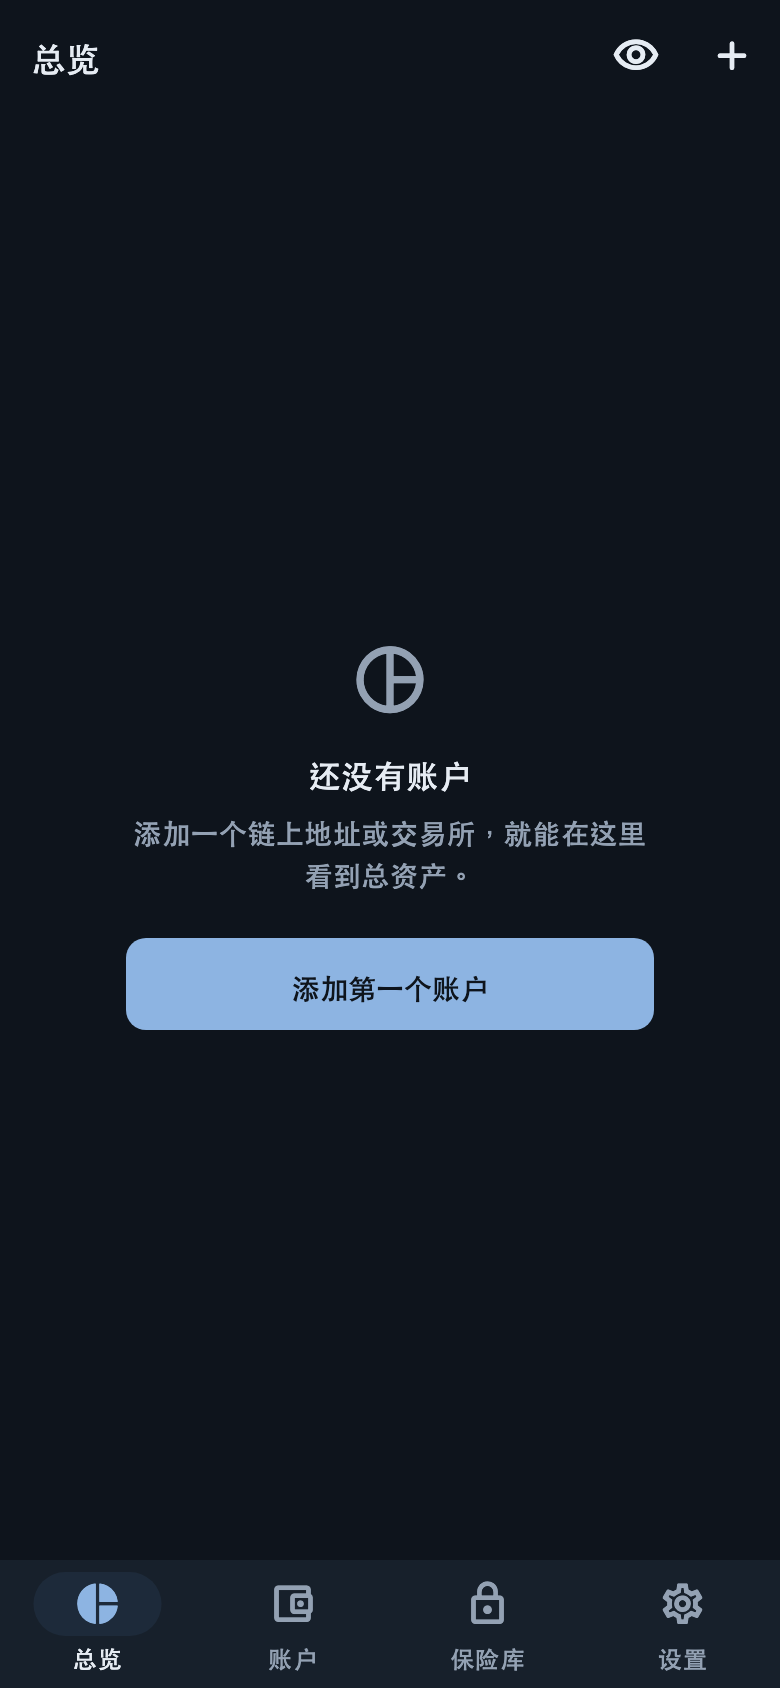 总览
还没有账户
添加一个链上地址或交易所，就能在这里
看到总资产。
添加第一个账户
总览
账户
保险库
设置